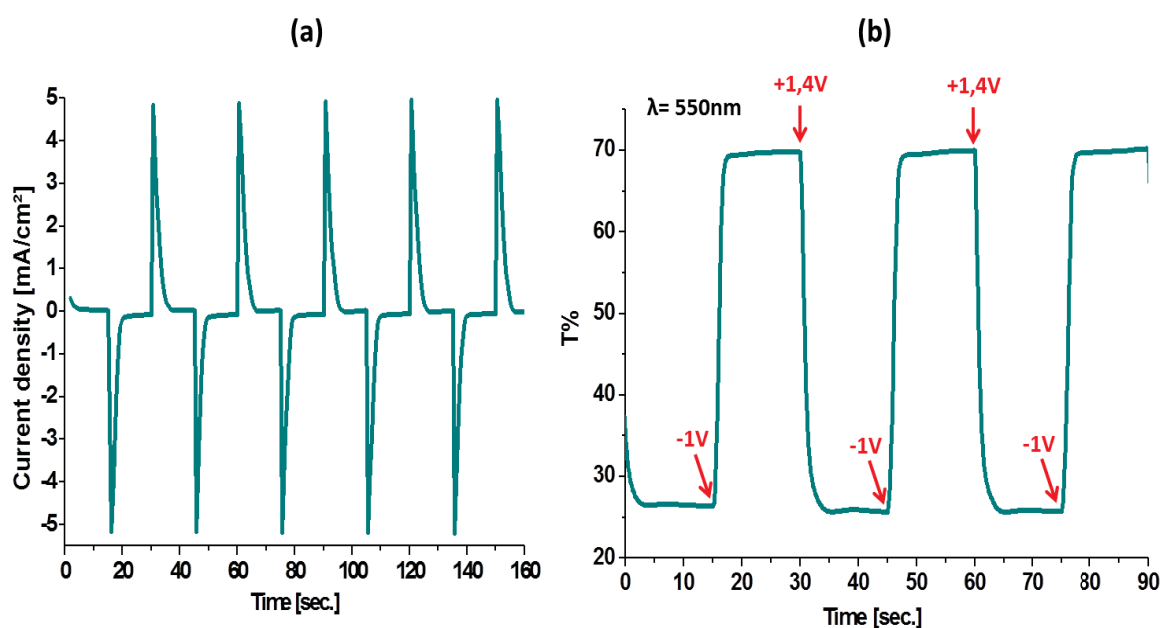 (a)
Current density [mA/cm²]
5
4
3
2
1
0
-1
-2
-3
-4
-5
0 20 40 60 80 100 120 140 160
Time [sec.]
(b)
λ= 550nm
+1,4V +1,4V
-1V -1V -1V
T%
70
60
50
40
30
20
0 10 20 30 40 50 60 70 80 90
Time [sec.]